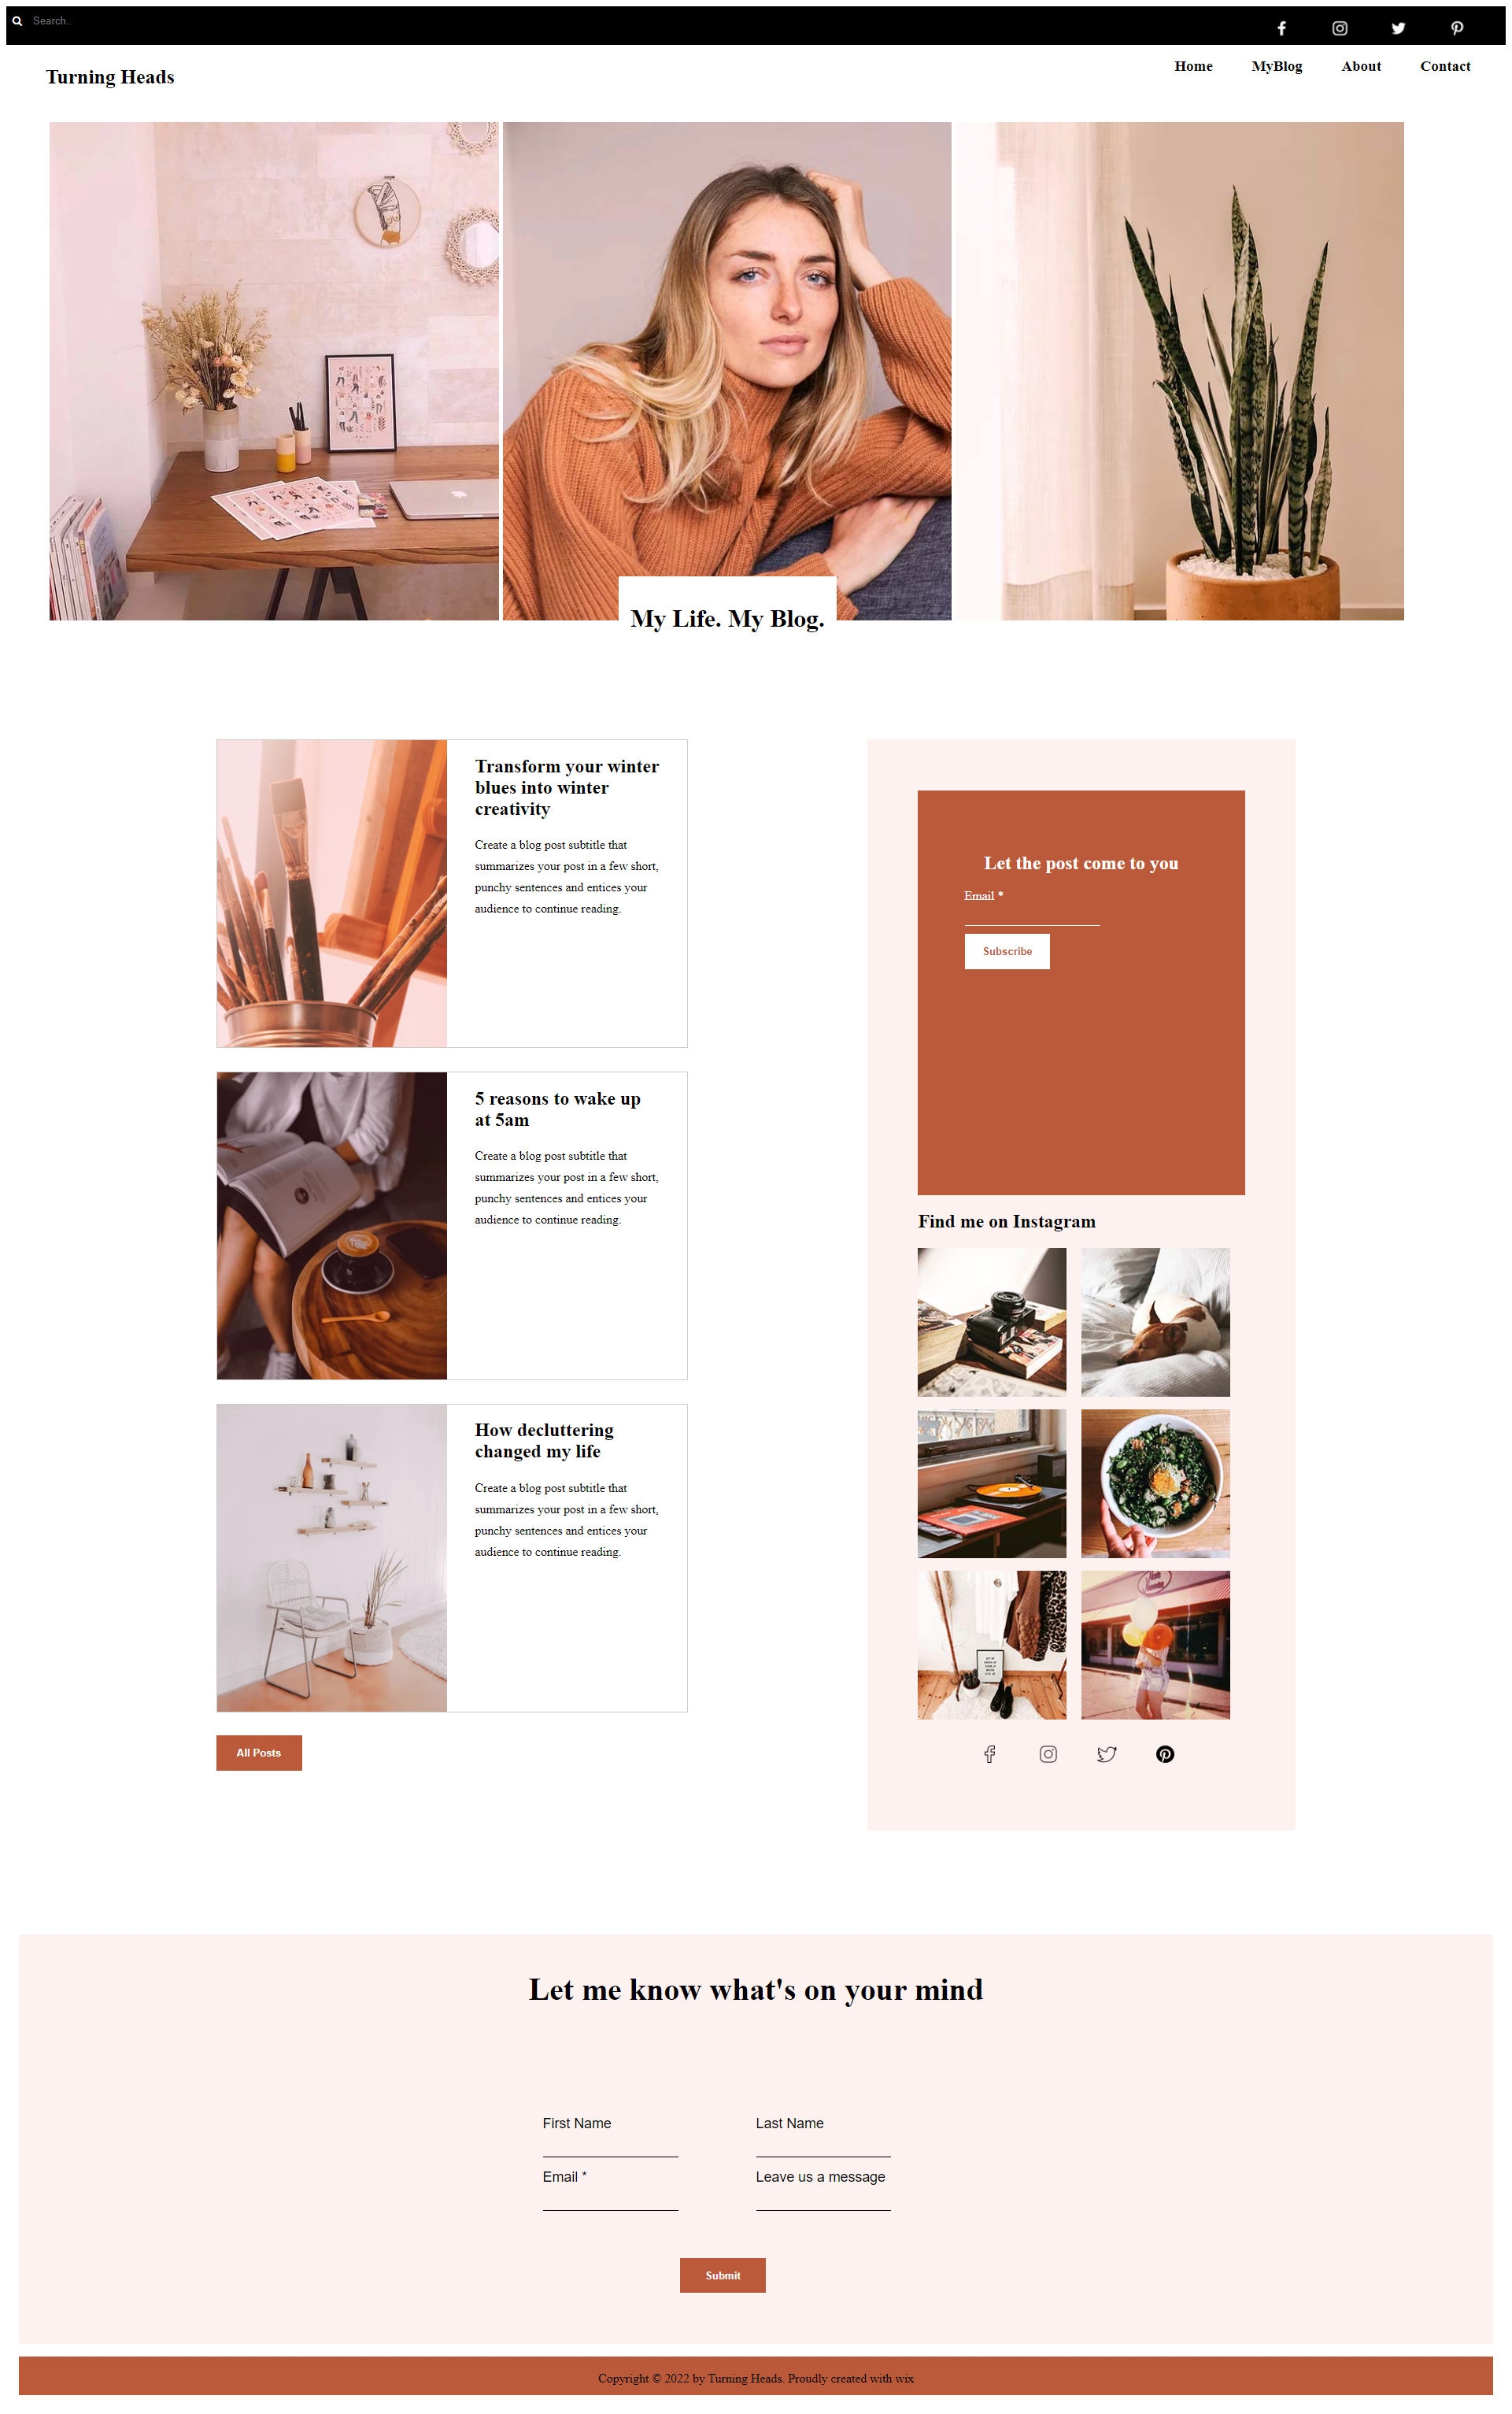 Search..
Turning Heads
Home MyBlog About Contact
My Life. My Blog.
Transform your winter
blues into winter
creativity
Create a blog post subtitle that
summarizes your post in a few short,
punchy sentences and entices your
audience to continue reading.
5 reasons to wake up
at 5am
Create a blog post subtitle that
summarizes your post in a few short,
punchy sentences and entices your
audience to continue reading.
How decluttering
changed my life
Create a blog post subtitle that
summarizes your post in a few short,
punchy sentences and entices your
audience to continue reading.
All Posts
Let the post come to you
Email *
Subscribe
Find me on Instagram
Let me know what's on your mind
First Name
Last Name
Email *
Leave us a message
Submit
Copyright © 2022 by Turning Heads. Proudly created with wix